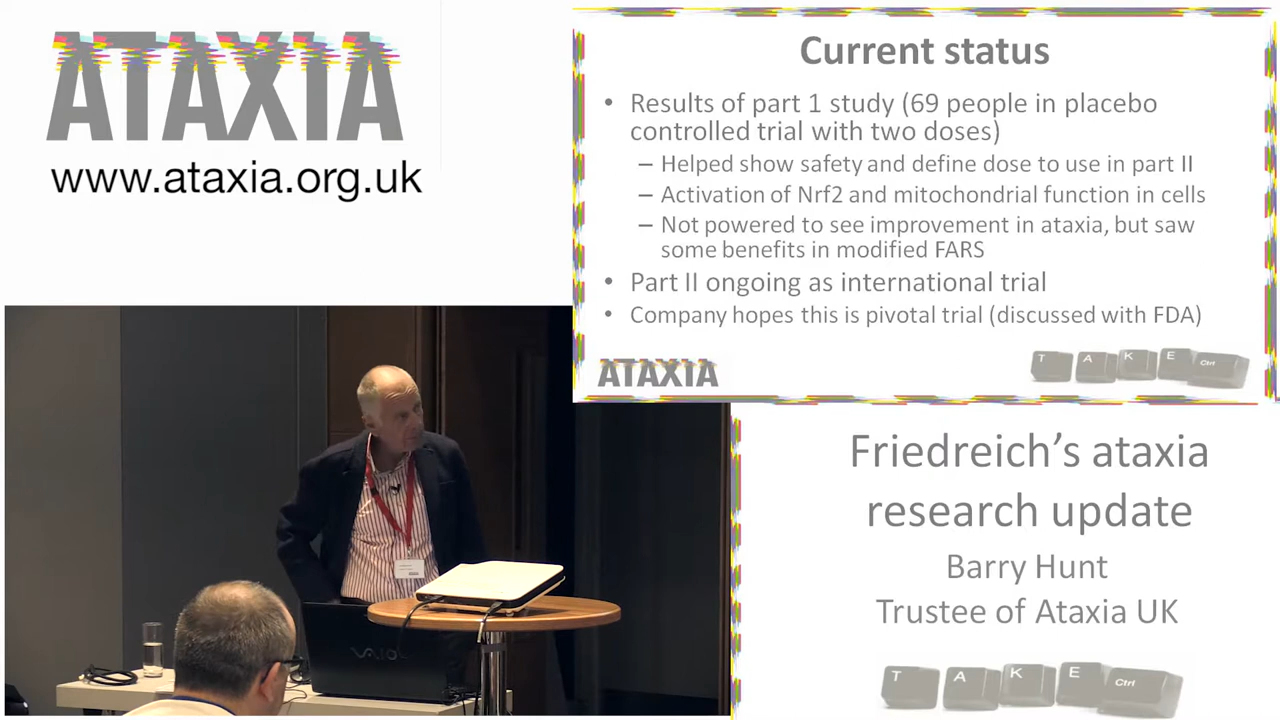 ATAXIA
www.ataxia.org.uk
Current status
• Results of part 1 study (69 people in placebo
controlled trial with two doses)
– Helped show safety and define dose to use in part II
– Activation of Nrf2 and mitochondrial function in cells
– Not powered to see improvement in ataxia, but saw
some benefits in modified FARS
• Part II ongoing as international trial
• Company hopes this is pivotal trial (discussed with FDA)
ATAXIA
T A K E Ctrl
Friedreich's ataxia
research update
Barry Hunt
Trustee of Ataxia UK
T A K E Ctrl
VAIO